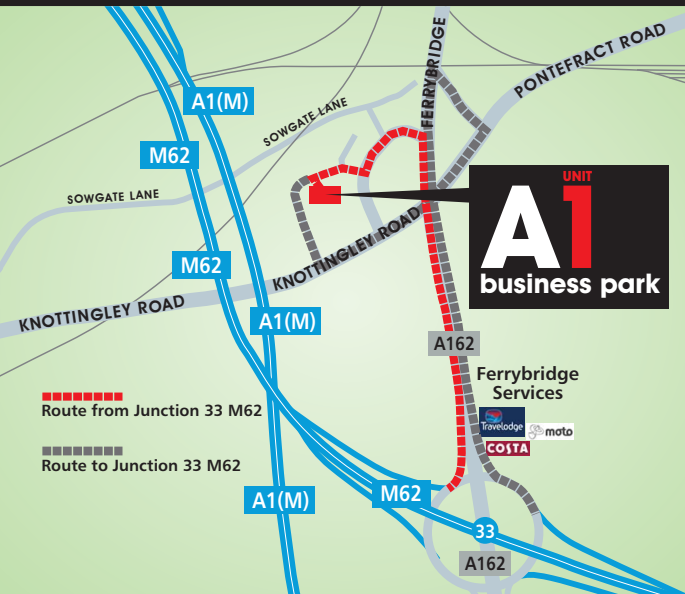 FERRYBRIDGE
PONTEFRACT ROAD
A1(M)
SOWGATE LANE
M62
SOWGATE LANE
UNIT
A1
business park
KNOTTINGLEY ROAD
M62
KNOTTINGLEY ROAD
A1(M)
A162
Ferrybridge
Services
Travelodge
moto
COSTA
Route from Junction 33 M62
Route to Junction 33 M62
A1(M)
M62
33
A162